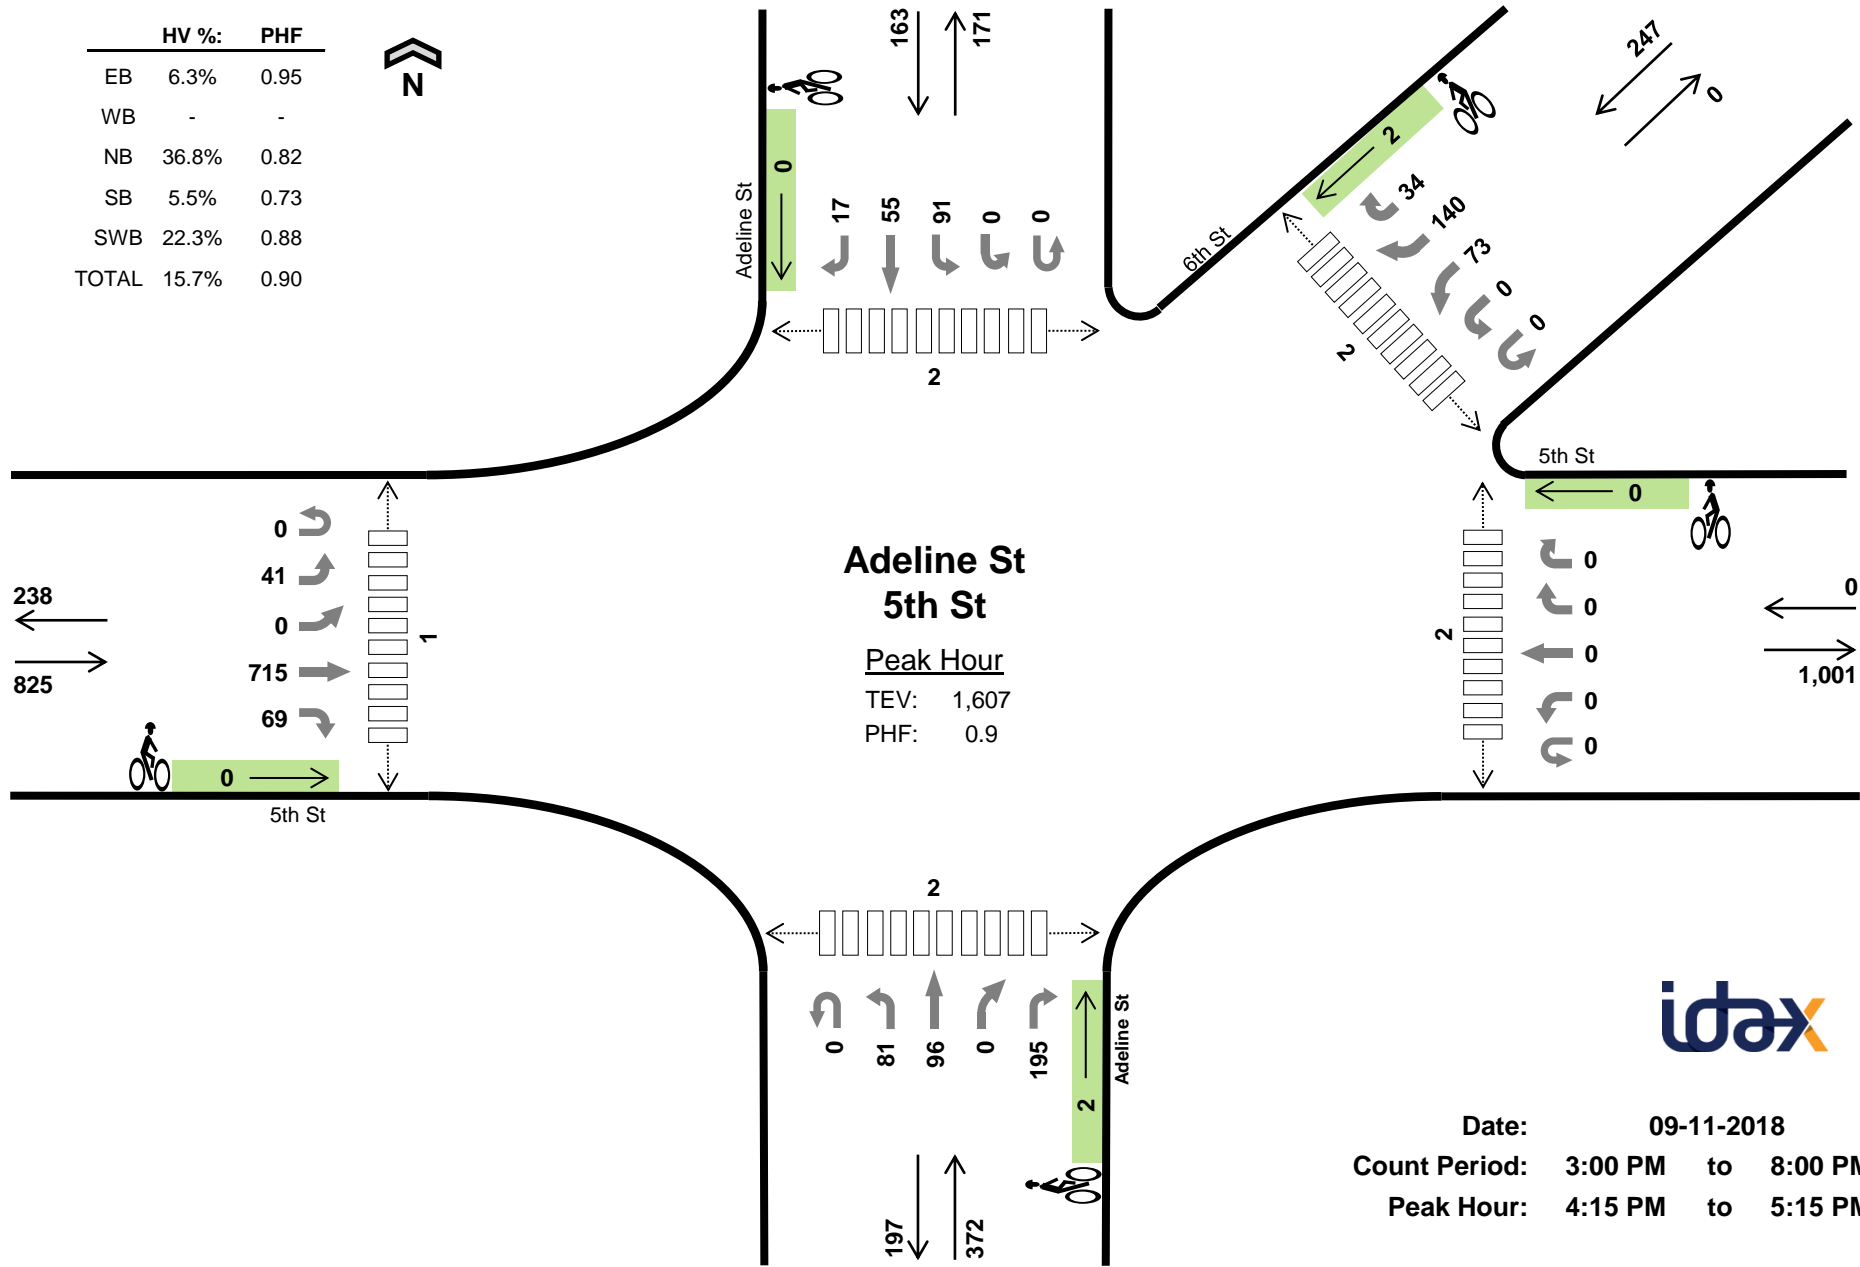 HV %: PHF
EB 6.3% 0.95
WB - -
NB 36.8% 0.82
SB 5.5% 0.73
SWB 22.3% 0.88
TOTAL 15.7% 0.90
N
163
171
247
0
Adeline St
0
17
55
91
0
0
2
6th St
2
34
140
73
0
0
2
5th St
0
0
0
0
0
0
2
0
1,001
238
825
0
41
0
715
69
1
0
5th St
Adeline St
5th St
Peak Hour
TEV: 1,607
PHF: 0.9
2
0
81
96
0
195
2
Adeline St
197
372
idax
Date: 09-11-2018
Count Period: 3:00 PM to 8:00 PM
Peak Hour: 4:15 PM to 5:15 PM